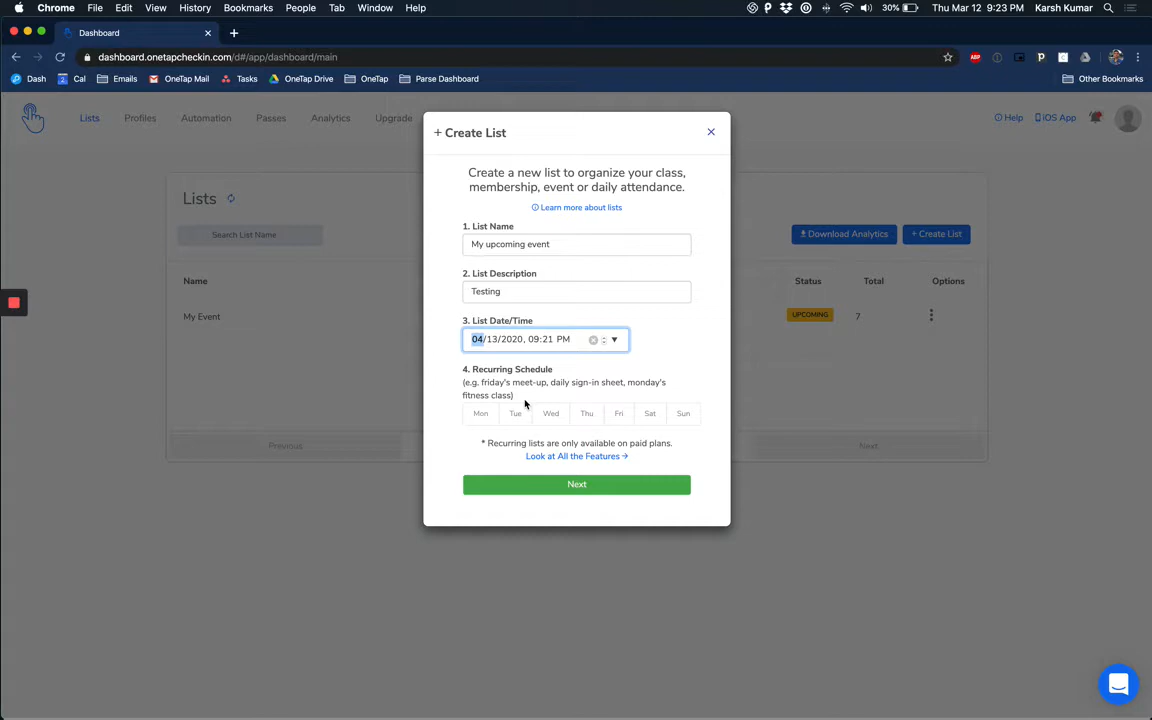 Chrome File Edit View History Bookmarks People Tab Window Help 30% Thu Mar 12 9:23 PM Karsh Kumar
Dashboard
dashboard.onetapcheckin.com/d#/app/dashboard/main
Dash Cal Emails OneTap Mail Tasks OneTap Drive OneTap Parse Dashboard Other Bookmarks
Lists Profiles Automation Passes Analytics Upgrade Help iOS App
+ Create List
Create a new list to organize your class,
membership, event or daily attendance.
Learn more about lists
Lists
Search List Name
Download Analytics + Create List
1. List Name
My upcoming event
2. List Description
Testing
Name Status Total Options
My Event UPCOMING 7
3. List Date/Time
04/13/2020, 09:21 PM
4. Recurring Schedule
(e.g. friday's meet-up, daily sign-in sheet, monday's
fitness class)
Mon Tue Wed Thu Fri Sat Sun
* Recurring lists are only available on paid plans.
Look at All the Features →
Previous Next
Next